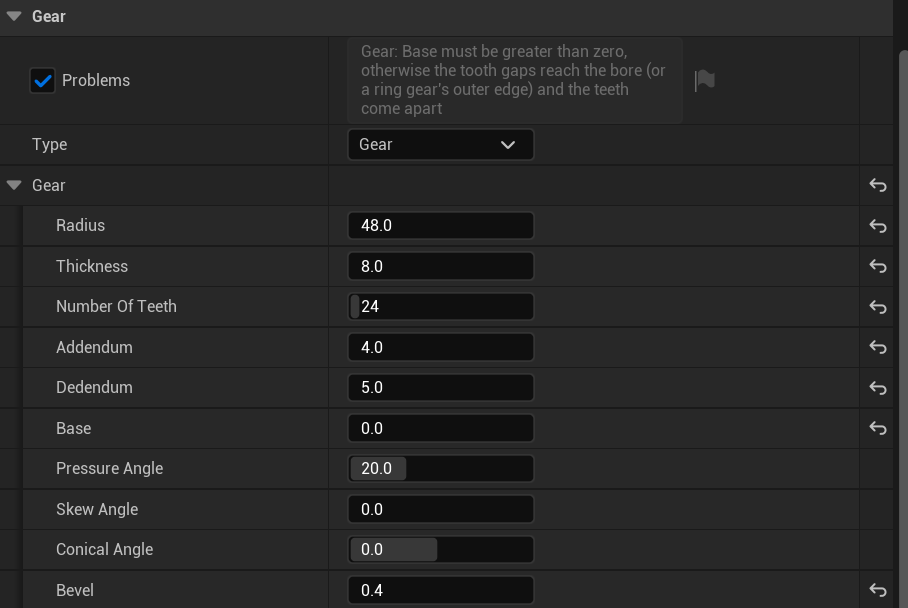 Gear
Problems
Gear: Base must be greater than zero,
otherwise the tooth gaps reach the bore (or
a ring gear's outer edge) and the teeth
come apart
Type
Gear
Gear
Radius
48.0
Thickness
8.0
Number Of Teeth
24
Addendum
4.0
Dedendum
5.0
Base
0.0
Pressure Angle
20.0
Skew Angle
0.0
Conical Angle
0.0
Bevel
0.4